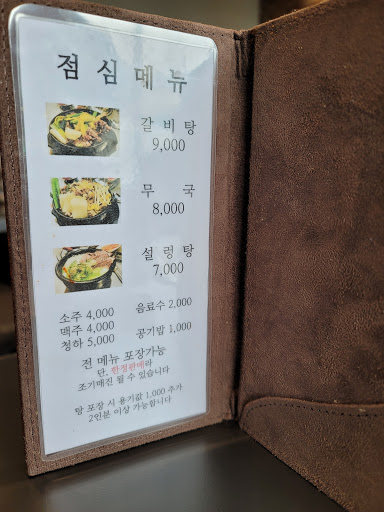 점 심 메 뉴
갈 비 탕
9,000
무 국
8,000
설 렁 탕
7,000
소주 4,000 음료수 2,000
맥주 4,000
청하 5,000 공기밥 1,000
전 메뉴 포장가능
단, 한정판매라
조기매진 될 수 있습니다
탕 포장 시 용기값 1,000 추가
2인분 이상 가능합니다